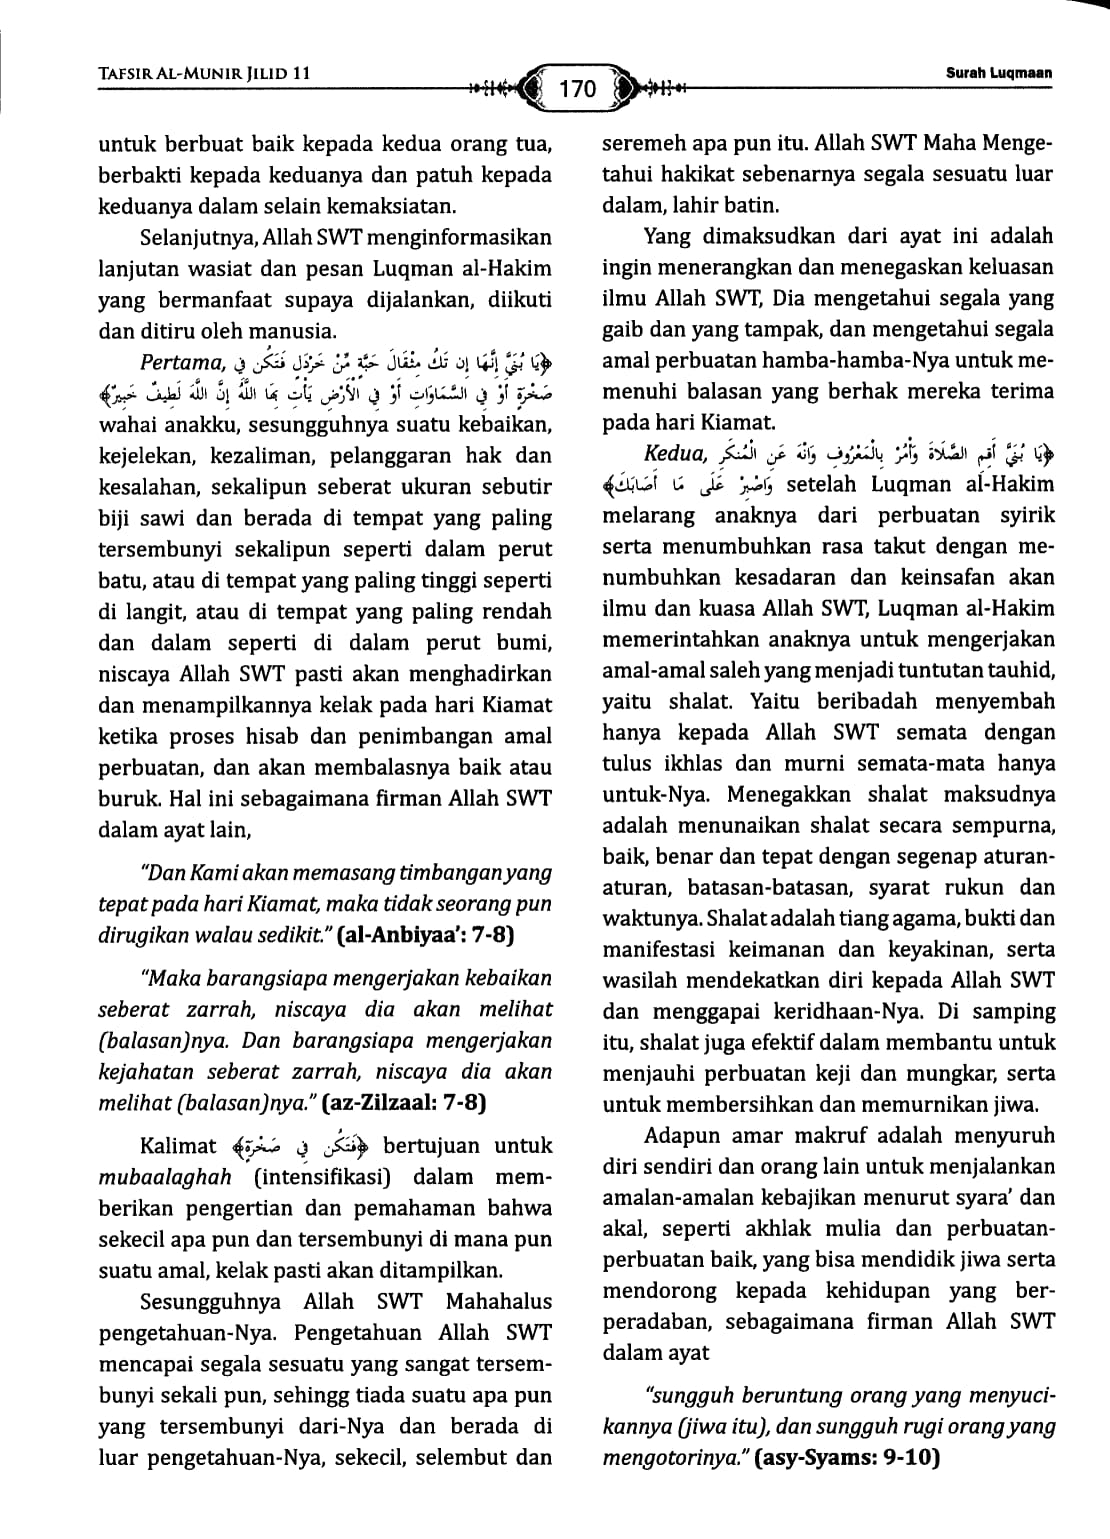 TAFSIR AL-MUNIR JILID 11
170
Surah Luqmaan
untuk berbuat baik kepada kedua orang tua,
berbakti kepada keduanya dan patuh kepada
keduanya dalam selain kemaksiatan.
Selanjutnya, Allah SWT menginformasikan
lanjutan wasiat dan pesan Luqman al-Hakim
yang bermanfaat supaya dijalankan, diikuti
dan ditiru oleh manusia.
Pertama, ﴿يَا بُنَيَّ إِنَّهَا إِن تَكُ مِثْقَالَ حَبَّةٍ مِّنْ خَرْدَلٍ فَتَكُن فِي
صَخْرَةٍ أَوْ فِي السَّمَاوَاتِ أَوْ فِي الْأَرْضِ يَأْتِ بِهَا اللَّهُ إِنَّ اللَّهَ لَطِيفٌ خَبِيرٌ﴾
wahai anakku, sesungguhnya suatu kebaikan,
kejelekan, kezaliman, pelanggaran hak dan
kesalahan, sekalipun seberat ukuran sebutir
biji sawi dan berada di tempat yang paling
tersembunyi sekalipun seperti dalam perut
batu, atau di tempat yang paling tinggi seperti
di langit, atau di tempat yang paling rendah
dan dalam seperti di dalam perut bumi,
niscaya Allah SWT pasti akan menghadirkan
dan menampilkannya kelak pada hari Kiamat
ketika proses hisab dan penimbangan amal
perbuatan, dan akan membalasnya baik atau
buruk. Hal ini sebagaimana firman Allah SWT
dalam ayat lain,
"Dan Kami akan memasang timbangan yang
tepat pada hari Kiamat, maka tidak seorang pun
dirugikan walau sedikit." (al-Anbiyaa': 7-8)
"Maka barangsiapa mengerjakan kebaikan
seberat zarrah, niscaya dia akan melihat
(balasan)nya. Dan barangsiapa mengerjakan
kejahatan seberat zarrah, niscaya dia akan
melihat (balasan)nya." (az-Zilzaal: 7-8)
Kalimat ﴿فَتَكُن فِي صَخْرَةٍ﴾ bertujuan untuk
mubaalaghah (intensifikasi) dalam mem-
berikan pengertian dan pemahaman bahwa
sekecil apa pun dan tersembunyi di mana pun
suatu amal, kelak pasti akan ditampilkan.
Sesungguhnya Allah SWT Mahahalus
pengetahuan-Nya. Pengetahuan Allah SWT
mencapai segala sesuatu yang sangat tersem-
bunyi sekali pun, sehingg tiada suatu apa pun
yang tersembunyi dari-Nya dan berada di
luar pengetahuan-Nya, sekecil, selembut dan
seremeh apa pun itu. Allah SWT Maha Menge-
tahui hakikat sebenarnya segala sesuatu luar
dalam, lahir batin.
Yang dimaksudkan dari ayat ini adalah
ingin menerangkan dan menegaskan keluasan
ilmu Allah SWT, Dia mengetahui segala yang
gaib dan yang tampak, dan mengetahui segala
amal perbuatan hamba-hamba-Nya untuk me-
menuhi balasan yang berhak mereka terima
pada hari Kiamat.
Kedua, ﴿يَا بُنَيَّ أَقِمِ الصَّلَاةَ وَأْمُرْ بِالْمَعْرُوفِ وَانْهَ عَنِ الْمُنكَرِ
وَاصْبِرْ عَلَى مَا أَصَابَكَ﴾ setelah Luqman al-Hakim
melarang anaknya dari perbuatan syirik
serta menumbuhkan rasa takut dengan me-
numbuhkan kesadaran dan keinsafan akan
ilmu dan kuasa Allah SWT, Luqman al-Hakim
memerintahkan anaknya untuk mengerjakan
amal-amal saleh yang menjadi tuntutan tauhid,
yaitu shalat. Yaitu beribadah menyembah
hanya kepada Allah SWT semata dengan
tulus ikhlas dan murni semata-mata hanya
untuk-Nya. Menegakkan shalat maksudnya
adalah menunaikan shalat secara sempurna,
baik, benar dan tepat dengan segenap aturan-
aturan, batasan-batasan, syarat rukun dan
waktunya. Shalat adalah tiang agama, bukti dan
manifestasi keimanan dan keyakinan, serta
wasilah mendekatkan diri kepada Allah SWT
dan menggapai keridhaan-Nya. Di samping
itu, shalat juga efektif dalam membantu untuk
menjauhi perbuatan keji dan mungkar, serta
untuk membersihkan dan memurnikan jiwa.
Adapun amar makruf adalah menyuruh
diri sendiri dan orang lain untuk menjalankan
amalan-amalan kebajikan menurut syara' dan
akal, seperti akhlak mulia dan perbuatan-
perbuatan baik, yang bisa mendidik jiwa serta
mendorong kepada kehidupan yang ber-
peradaban, sebagaimana firman Allah SWT
dalam ayat
"sungguh beruntung orang yang menyuci-
kannya (jiwa itu), dan sungguh rugi orang yang
mengotorinya." (asy-Syams: 9-10)